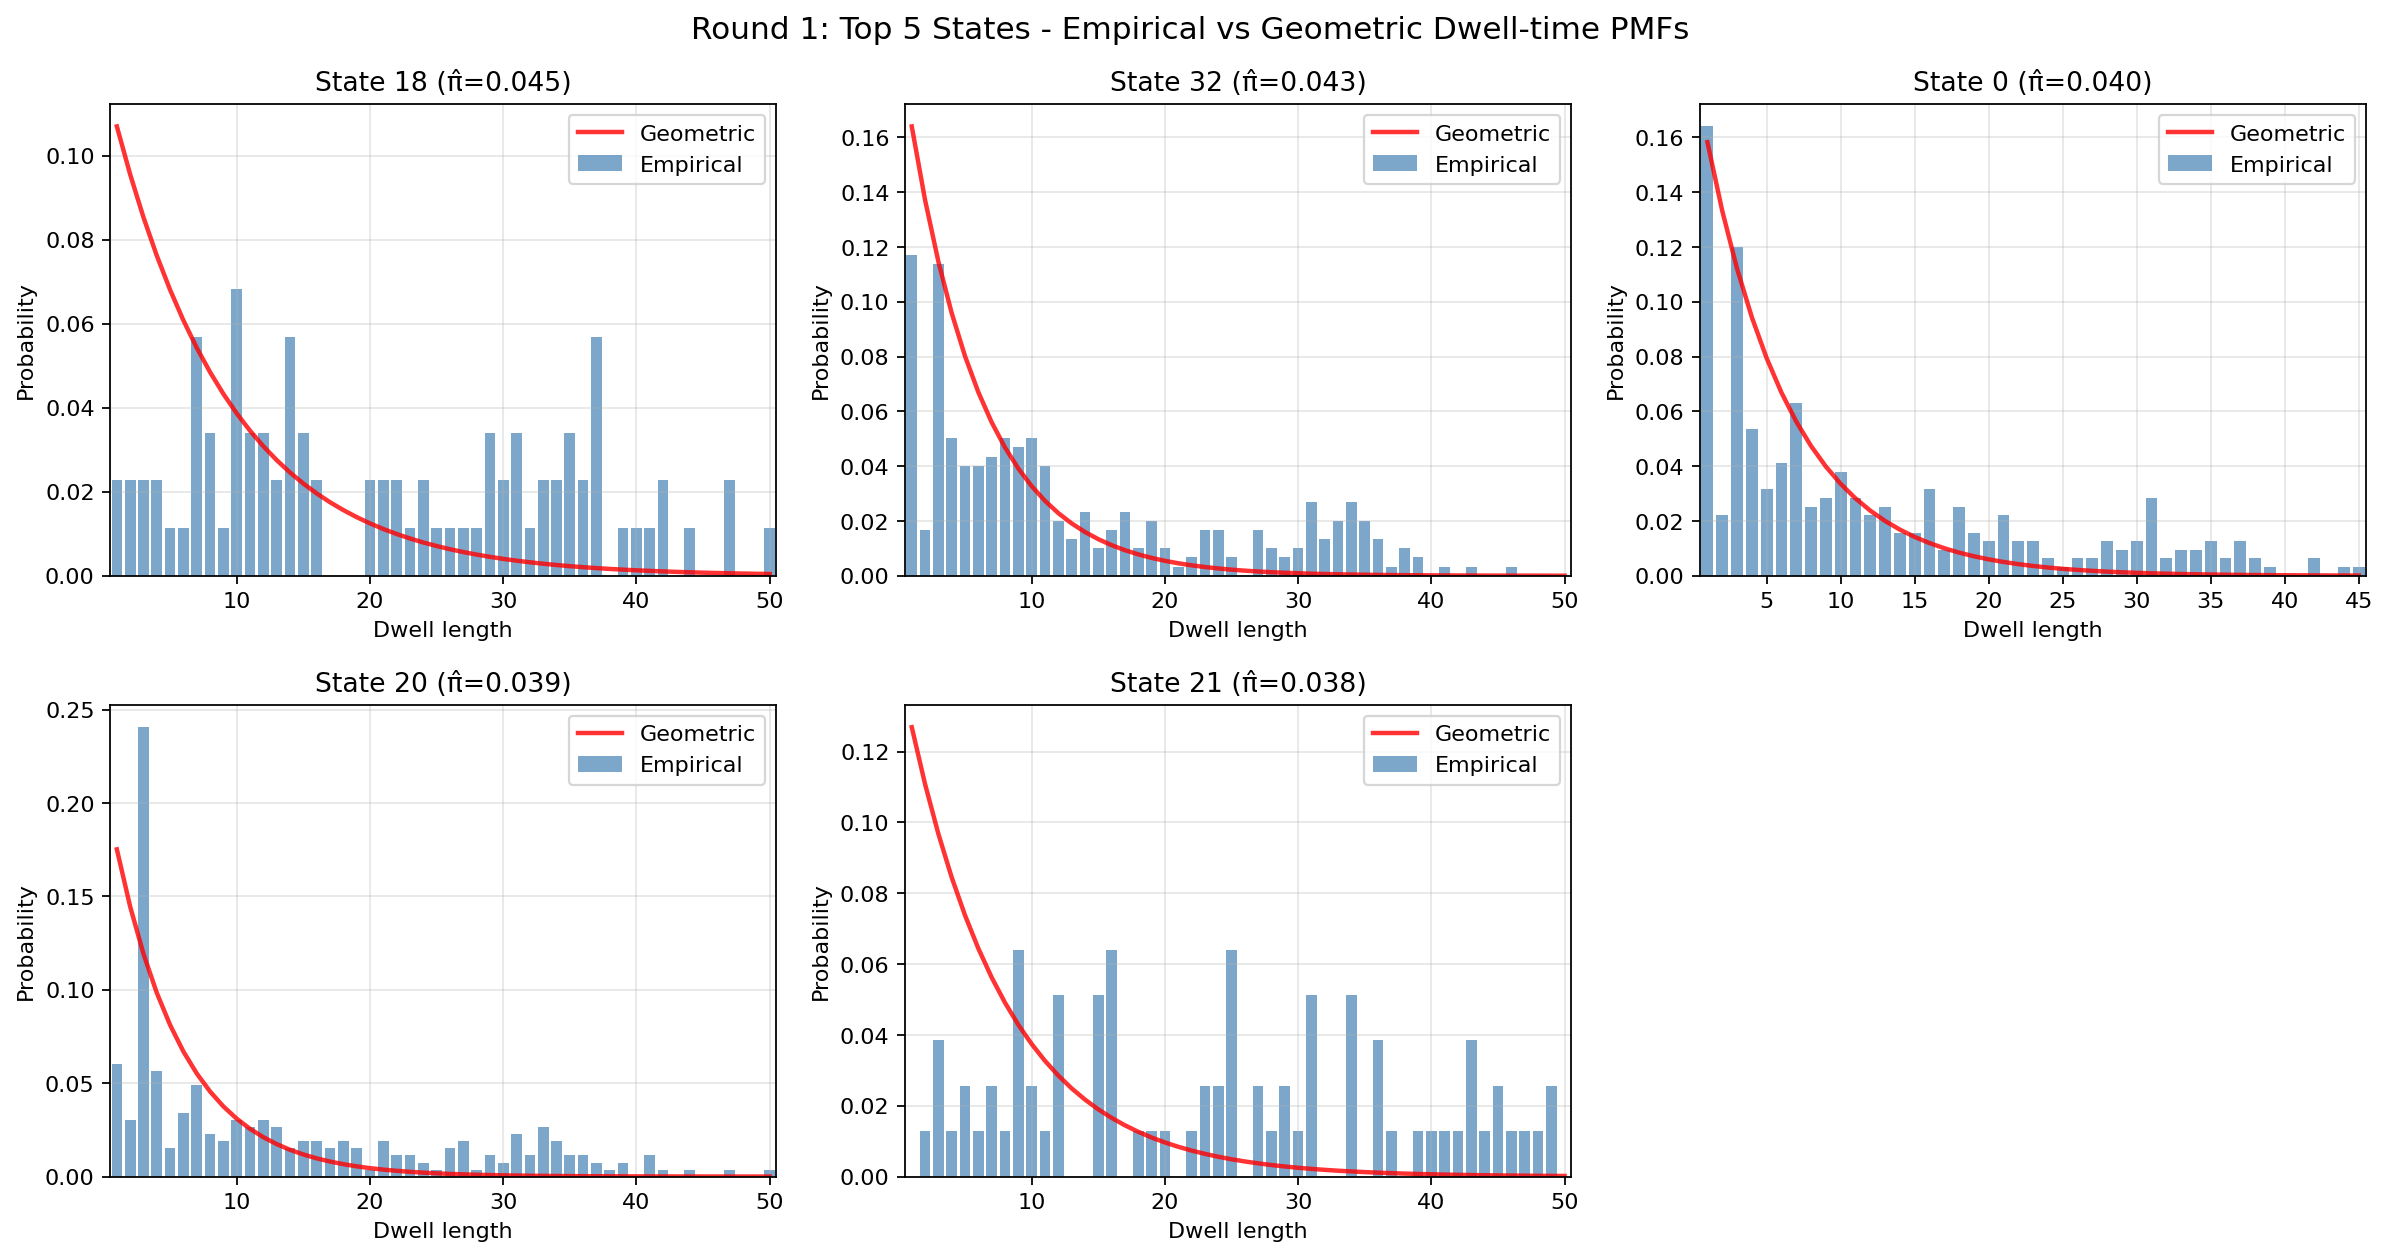 Round 1: Top 5 States - Empirical vs Geometric Dwell-time PMFs
State 18 (π̂=0.045)
Probability
0.10
0.08
0.06
0.04
0.02
0.00
Geometric
Empirical
10 20 30 40 50
Dwell length
State 32 (π̂=0.043)
Probability
0.16
0.14
0.12
0.10
0.08
0.06
0.04
0.02
0.00
Geometric
Empirical
10 20 30 40 50
Dwell length
State 0 (π̂=0.040)
Probability
0.16
0.14
0.12
0.10
0.08
0.06
0.04
0.02
0.00
Geometric
Empirical
5 10 15 20 25 30 35 40 45
Dwell length
State 20 (π̂=0.039)
Probability
0.25
0.20
0.15
0.10
0.05
0.00
Geometric
Empirical
10 20 30 40 50
Dwell length
State 21 (π̂=0.038)
Probability
0.12
0.10
0.08
0.06
0.04
0.02
0.00
Geometric
Empirical
10 20 30 40 50
Dwell length